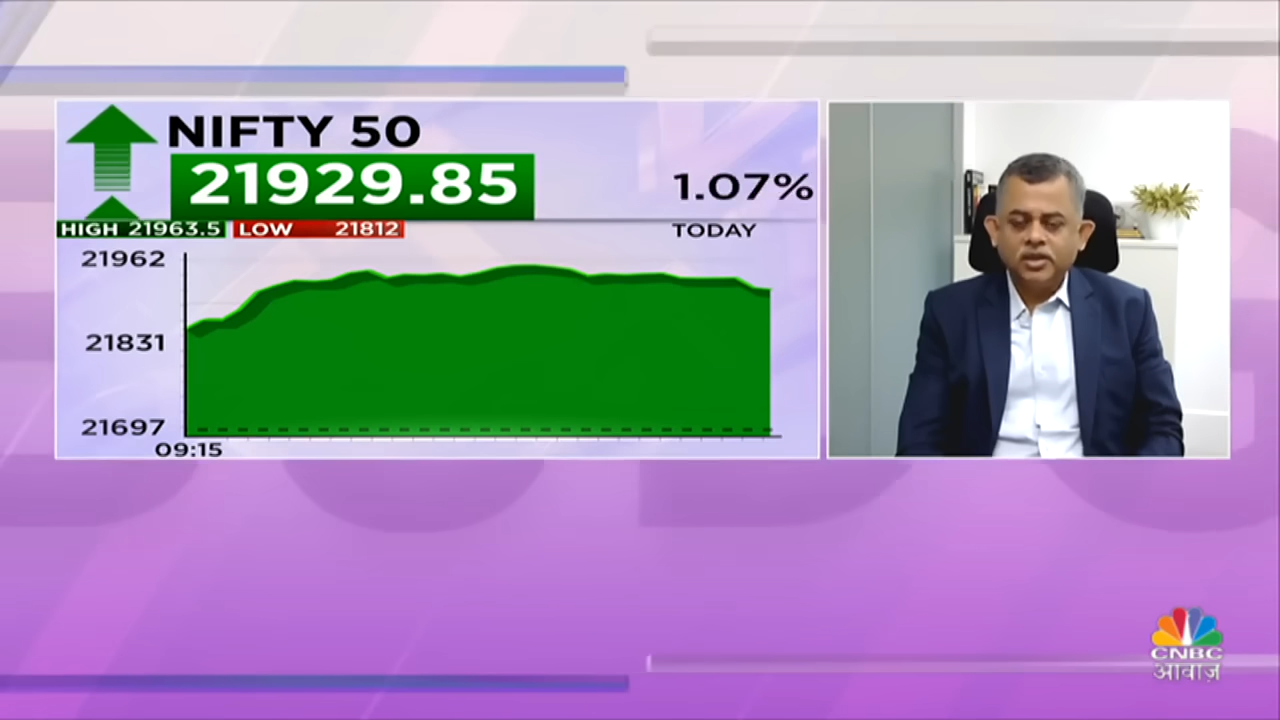 NIFTY 50
21929.85
1.07%
HIGH 21963.5 LOW 21812
TODAY
21962
21831
21697
09:15
CNBC
आवाज़